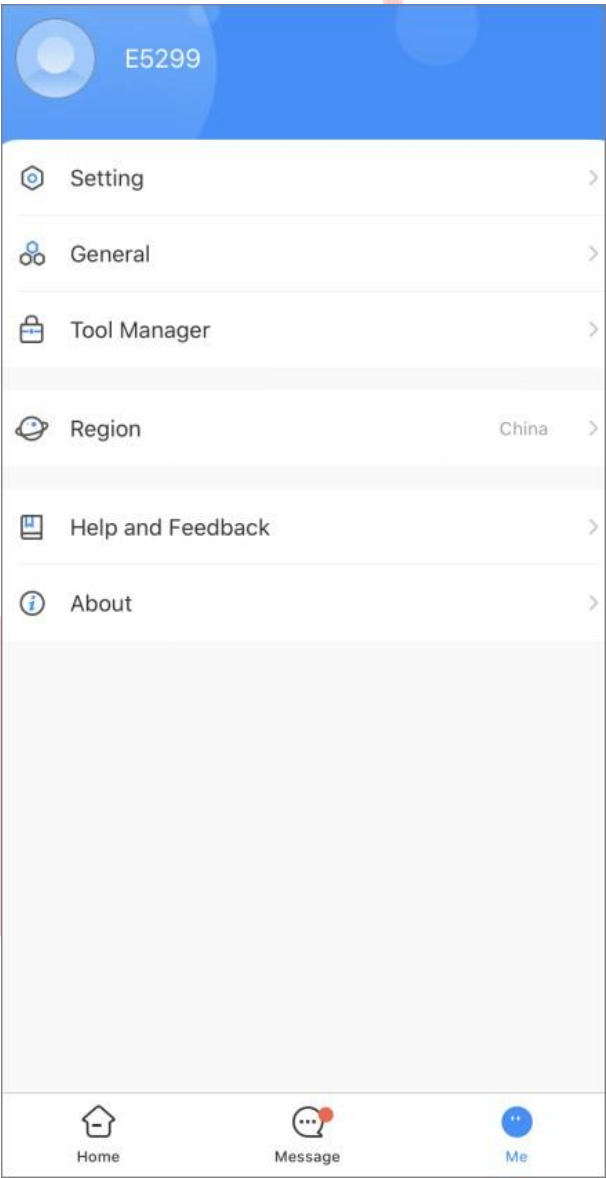 E5299
Setting
General
Tool Manager
Region
China
Help and Feedback
About
Home
Message
Me